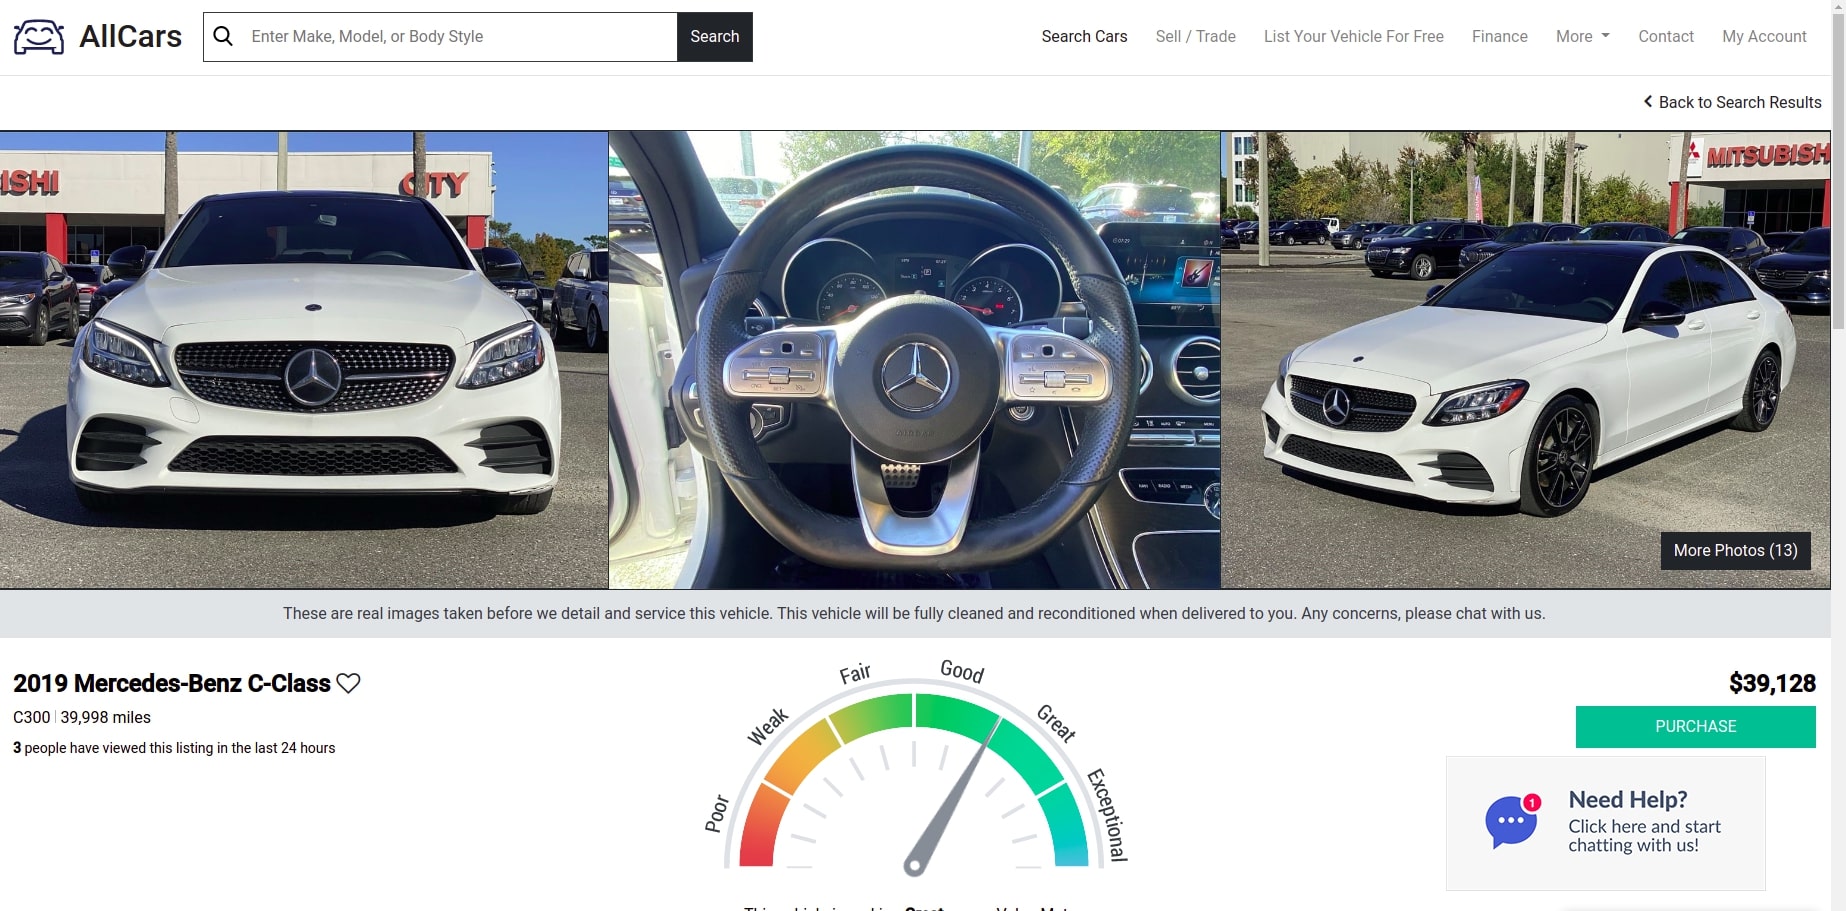 AllCars
Enter Make, Model, or Body Style
Search
Search Cars
Sell / Trade
List Your Vehicle For Free
Finance
More
Contact
My Account
Back to Search Results
ISHI
CITY
MITSUBISH
More Photos (13)
These are real images taken before we detail and service this vehicle. This vehicle will be fully cleaned and reconditioned when delivered to you. Any concerns, please chat with us.
2019 Mercedes-Benz C-Class
C300
39,998 miles
3 people have viewed this listing in the last 24 hours
Poor
Weak
Fair
Good
Great
Exceptional
$39,128
PURCHASE
1
Need Help?
Click here and start
chatting with us!